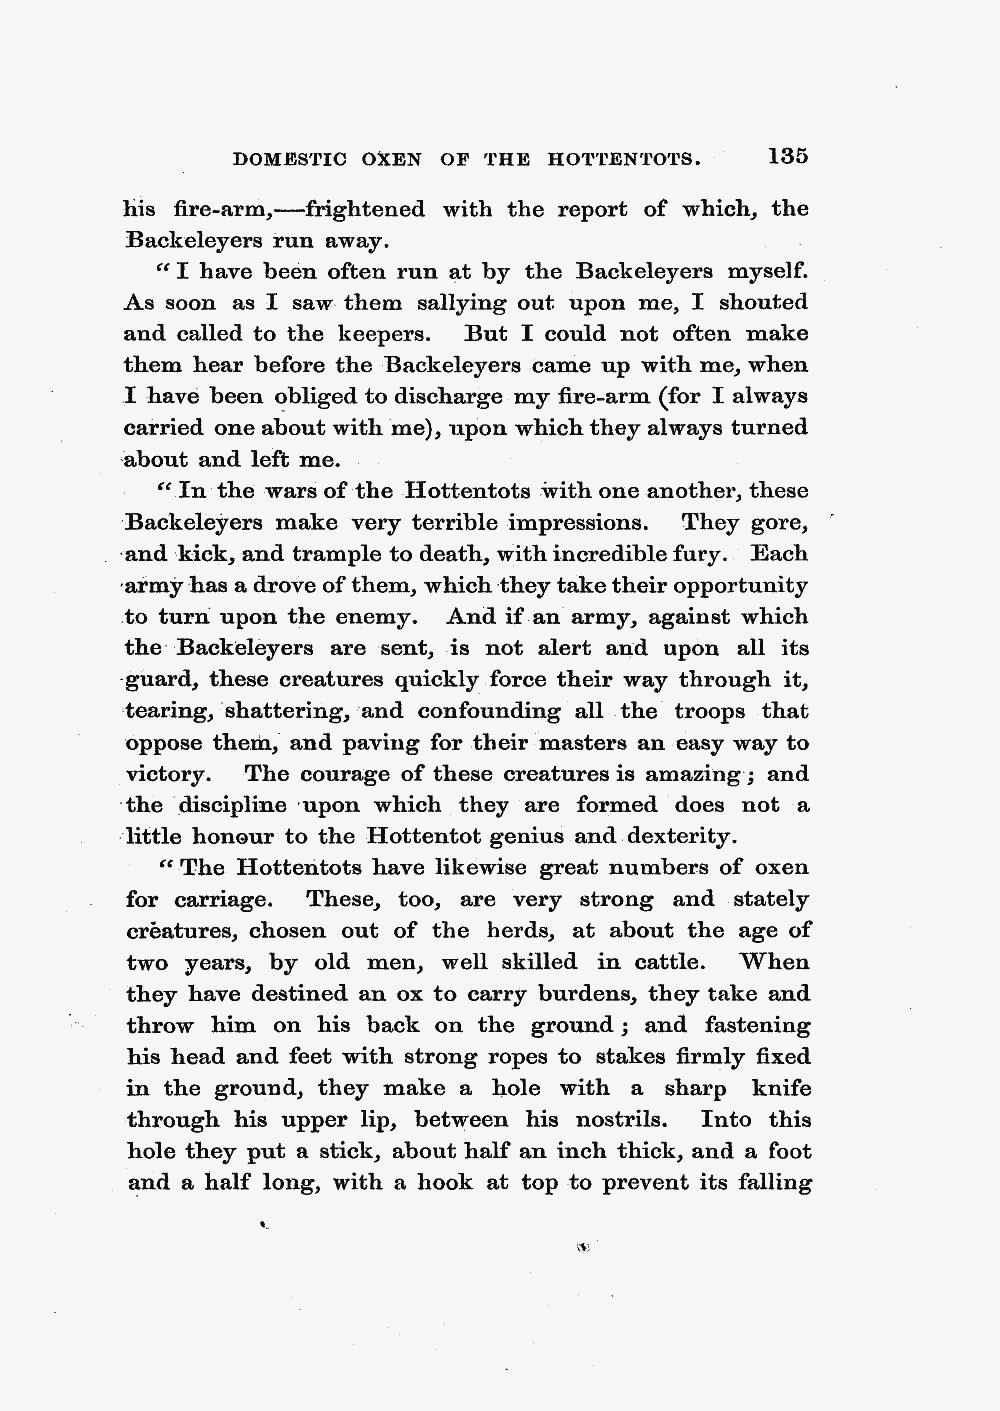 DOMESTIC OXEN OF THE HOTTENTOTS. 135
his fire-arm,—frightened with the report of which, the
Backeleyers run away.
“I have been often run at by the Backeleyers myself.
As soon as I saw them sallying out upon me, I shouted
and called to the keepers. But I could not often make
them hear before the Backeleyers came up with me, when
I have been obliged to discharge my fire-arm (for I always
carried one about with me), upon which they always turned
about and left me.
“In the wars of the Hottentots with one another, these
Backeleyers make very terrible impressions. They gore,
and kick, and trample to death, with incredible fury. Each
army has a drove of them, which they take their opportunity
to turn upon the enemy. And if an army, against which
the Backeleyers are sent, is not alert and upon all its
guard, these creatures quickly force their way through it,
tearing, shattering, and confounding all the troops that
oppose them, and paving for their masters an easy way to
victory. The courage of these creatures is amazing; and
the discipline upon which they are formed does not a
little honour to the Hottentot genius and dexterity.
“The Hottentots have likewise great numbers of oxen
for carriage. These, too, are very strong and stately
creatures, chosen out of the herds, at about the age of
two years, by old men, well skilled in cattle. When
they have destined an ox to carry burdens, they take and
throw him on his back on the ground; and fastening
his head and feet with strong ropes to stakes firmly fixed
in the ground, they make a hole with a sharp knife
through his upper lip, between his nostrils. Into this
hole they put a stick, about half an inch thick, and a foot
and a half long, with a hook at top to prevent its falling